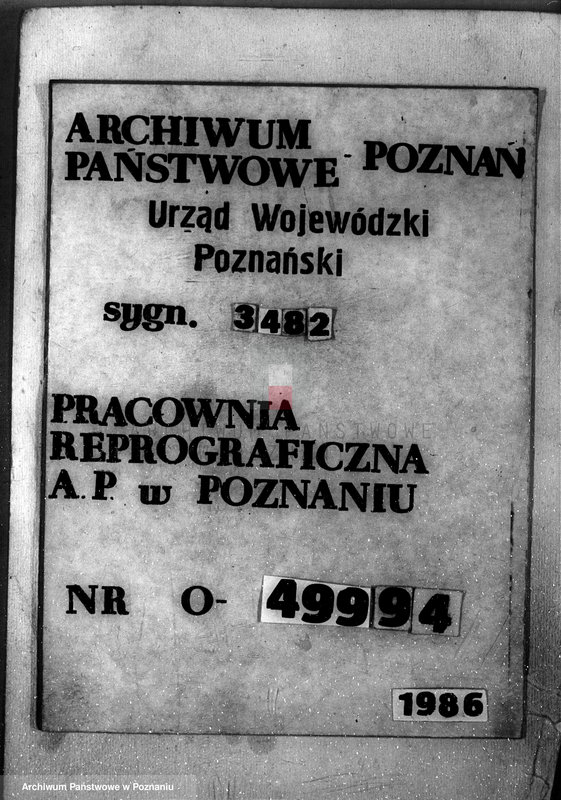 ARCHIWUM
PAŃSTWOWE - POZNAŃ
Urząd Wojewódzki
Poznański
sygn. 3482
PRACOWNIA
REPROGRAFICZNA
A.P. w POZNANIU
NR O- 49994
1986
Archiwum Państwowe w Poznaniu